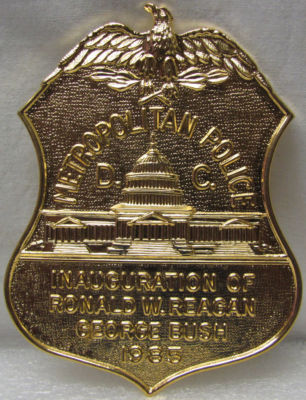 METROPOLITAN POLICE
D. C.
INAUGURATION OF
RONALD W. REAGAN
GEORGE BUSH
1985